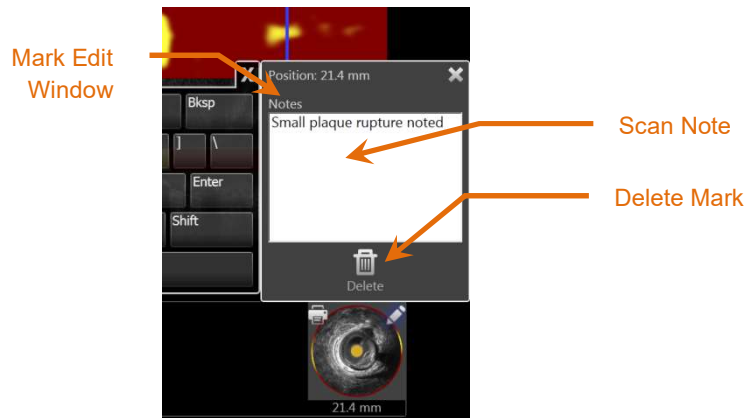 Mark Edit
Window
Position: 21.4 mm
Notes
Small plaque rupture noted
Bksp
] \
Enter
Shift
Delete
21.4 mm
Scan Note
Delete Mark